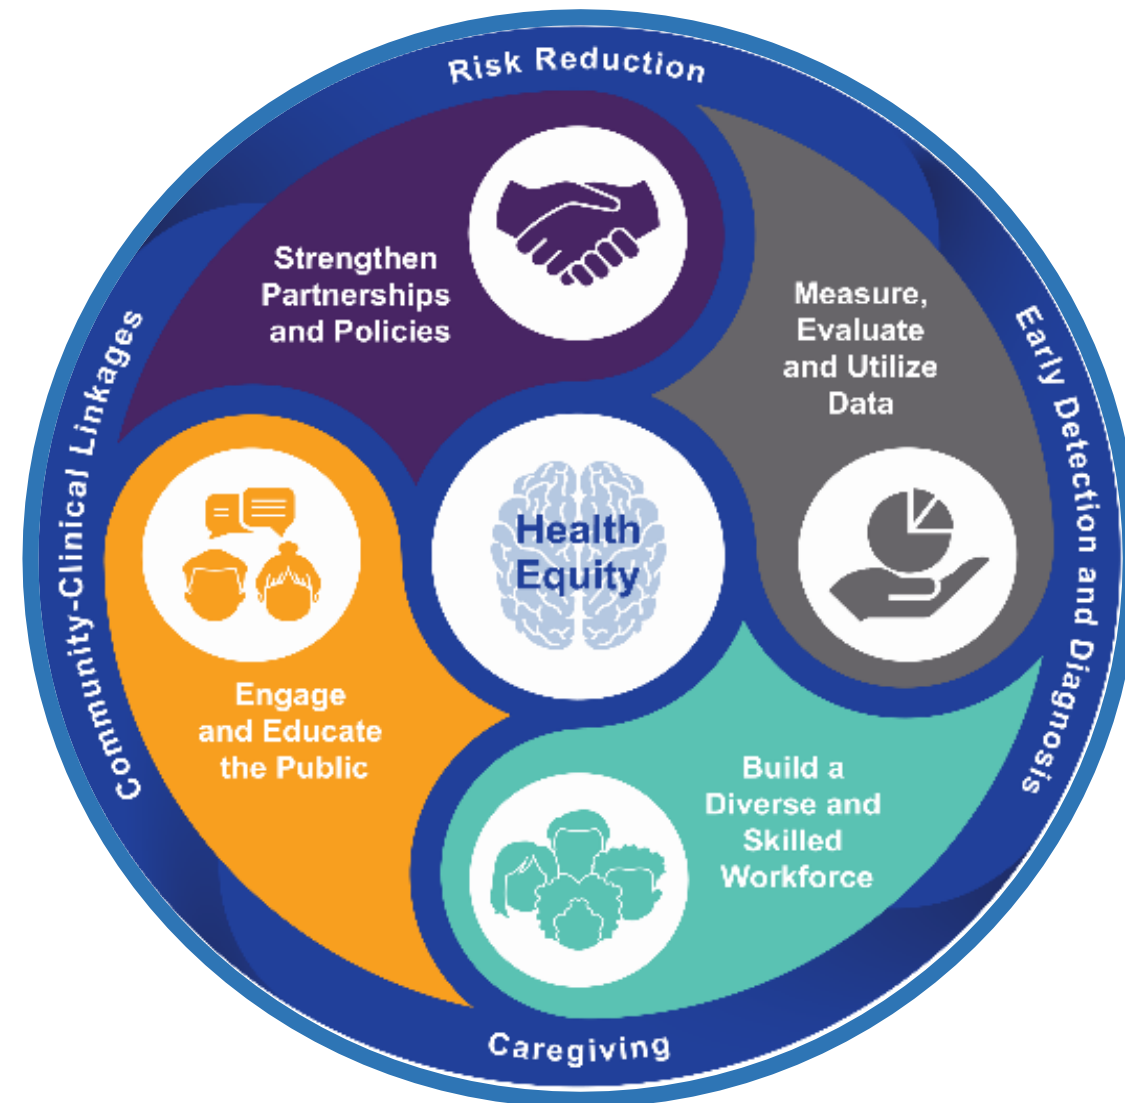 Risk Reduction
Strengthen
Partnerships
and Policies
Measure,
Evaluate
and Utilize
Data
Early Detection and Diagnosis
Community-Clinical Linkages
Health
Equity
Engage
and Educate
the Public
Build a
Diverse and
Skilled
Workforce
Caregiving